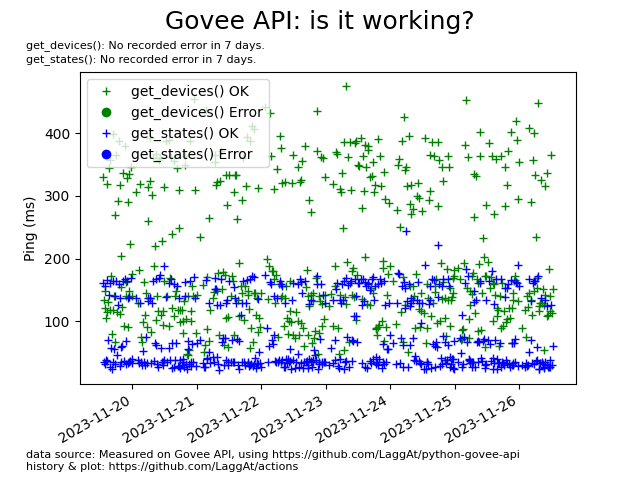 Govee API: is it working?
get_devices(): No recorded error in 7 days.
get_states(): No recorded error in 7 days.
get_devices() OK
get_devices() Error
get_states() OK
get_states() Error
Ping (ms)
400
300
200
100
2023-11-20
2023-11-21
2023-11-22
2023-11-23
2023-11-24
2023-11-25
2023-11-26
data source: Measured on Govee API, using https://github.com/LaggAt/python-govee-api
history & plot: https://github.com/LaggAt/actions